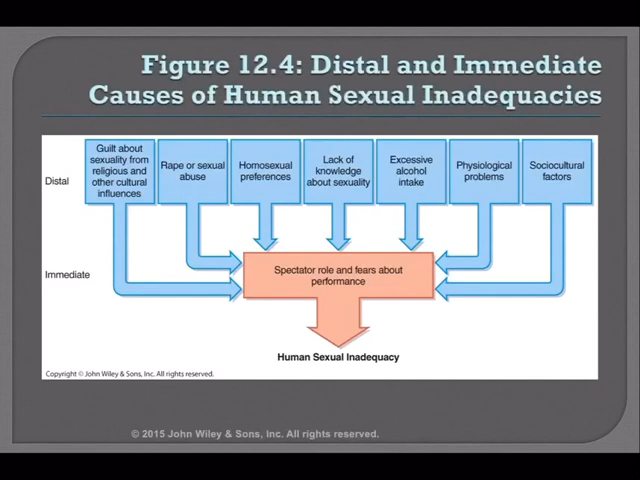 Figure 12.4: Distal and Immediate
Causes of Human Sexual Inadequacies
Distal
Guilt about
sexuality from
religious and
other cultural
influences
Rape or sexual
abuse
Homosexual
preferences
Lack of
knowledge
about sexuality
Excessive
alcohol
intake
Physiological
problems
Sociocultural
factors
Immediate
Spectator role and fears about
performance
Human Sexual Inadequacy
Copyright © John Wiley & Sons, Inc. All rights reserved.
© 2015 John Wiley & Sons, Inc. All rights reserved.